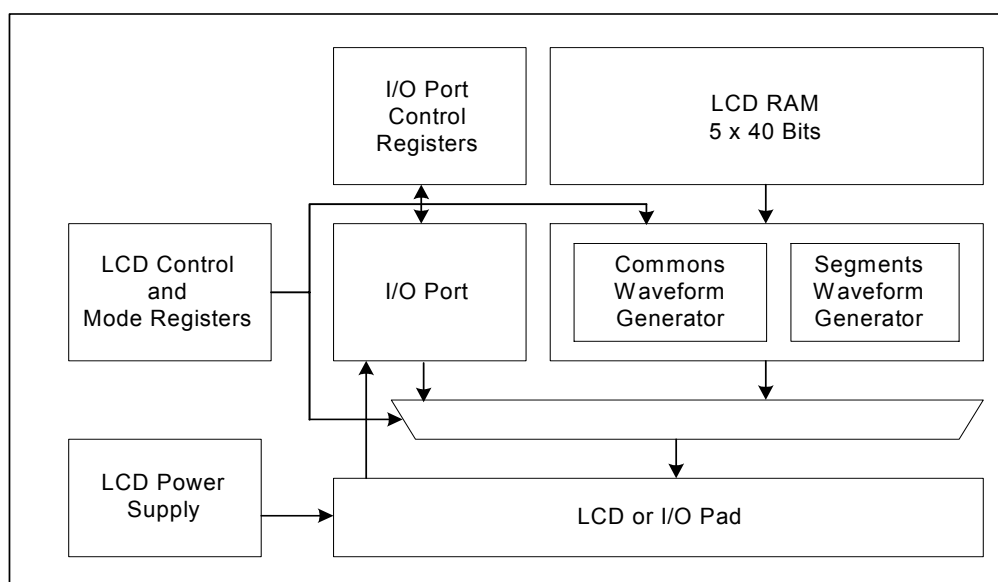 I/O Port
Control
Registers
LCD RAM
5 x 40 Bits
LCD Control
and
Mode Registers
I/O Port
Commons
Waveform
Generator
Segments
Waveform
Generator
LCD Power
Supply
LCD or I/O Pad